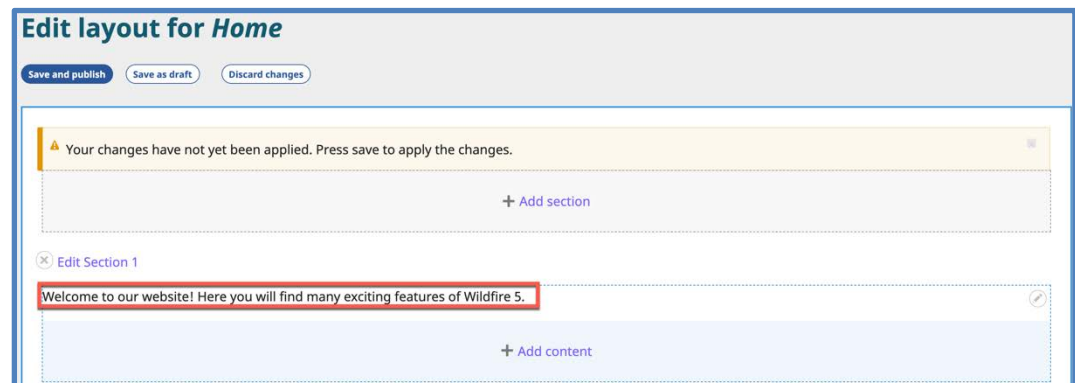 Edit layout for Home
Save and publish Save as draft Discard changes
Your changes have not yet been applied. Press save to apply the changes.
+ Add section
Edit Section 1
Welcome to our website! Here you will find many exciting features of Wildfire 5.
+ Add content